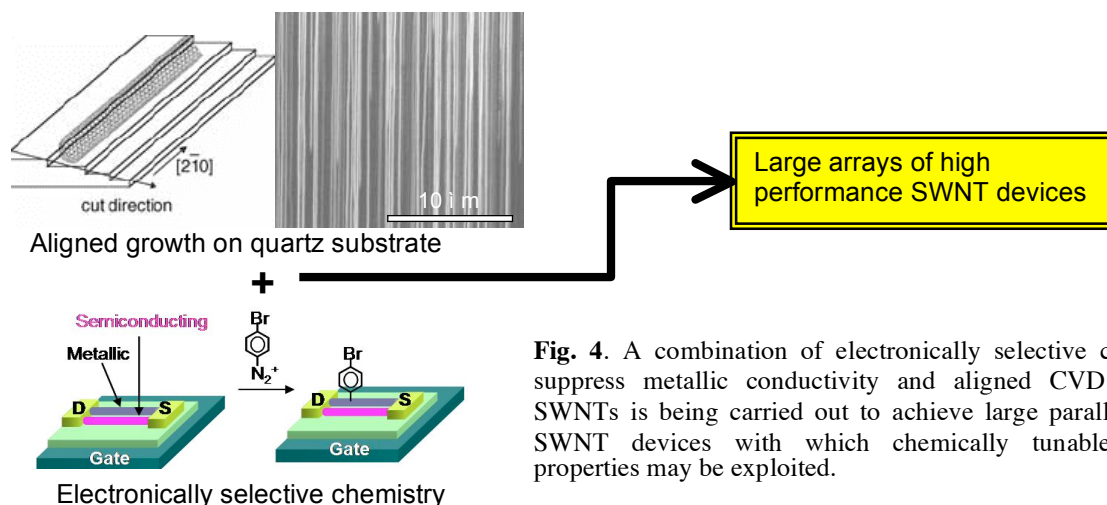 [21̄0]
cut direction
10 ì m
Aligned growth on quartz substrate
+
Large arrays of high
performance SWNT devices
Semiconducting
Metallic
Br
N₂⁺
D
S
Gate
Br
D
S
Gate
Electronically selective chemistry
Fig. 4. A combination of electronically selective c
suppress metallic conductivity and aligned CVD
SWNTs is being carried out to achieve large parall
SWNT devices with which chemically tunable
properties may be exploited.